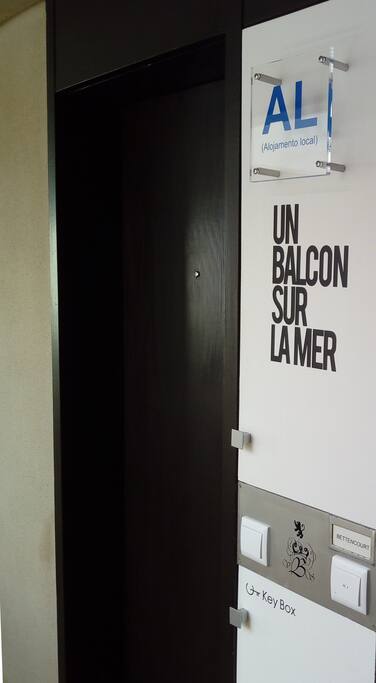 AL
(Alojamento local)
UN
BALCON
SUR
LA MER
BETTENCOURT
Key Box